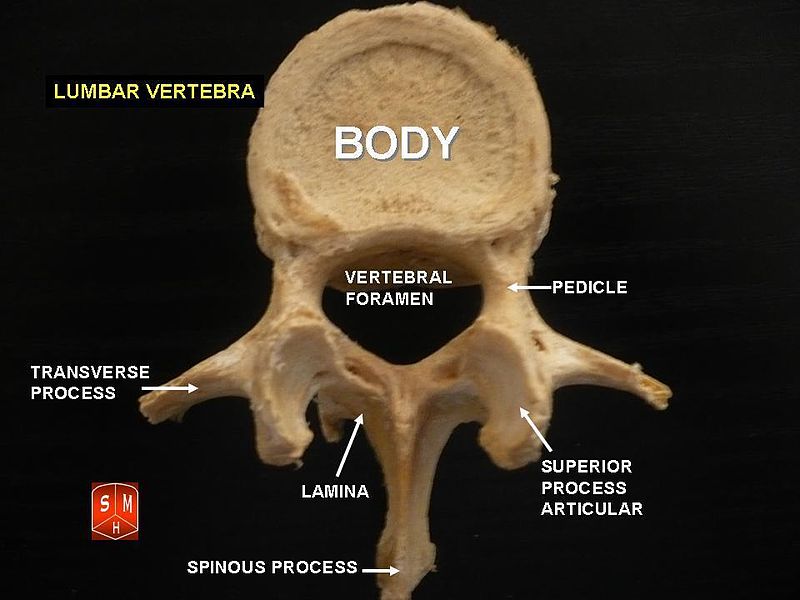 LUMBAR VERTEBRA
BODY
VERTEBRAL
FORAMEN
PEDICLE
TRANSVERSE
PROCESS
LAMINA
SUPERIOR
PROCESS
ARTICULAR
S M
H
SPINOUS PROCESS